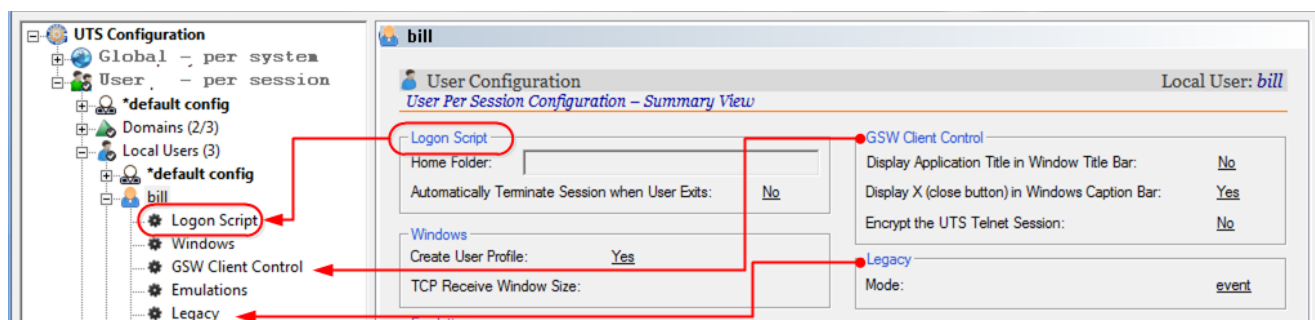 UTS Configuration
Global - per system
User - per session
*default config
Domains (2/3)
Local Users (3)
*default config
bill
Logon Script
Windows
GSW Client Control
Emulations
Legacy
bill
User Configuration
Local User: bill
User Per Session Configuration – Summary View
Logon Script
Home Folder:
Automatically Terminate Session when User Exits: No
Windows
Create User Profile: Yes
TCP Receive Window Size:
GSW Client Control
Display Application Title in Window Title Bar: No
Display X (close button) in Windows Caption Bar: Yes
Encrypt the UTS Telnet Session: No
Legacy
Mode: event